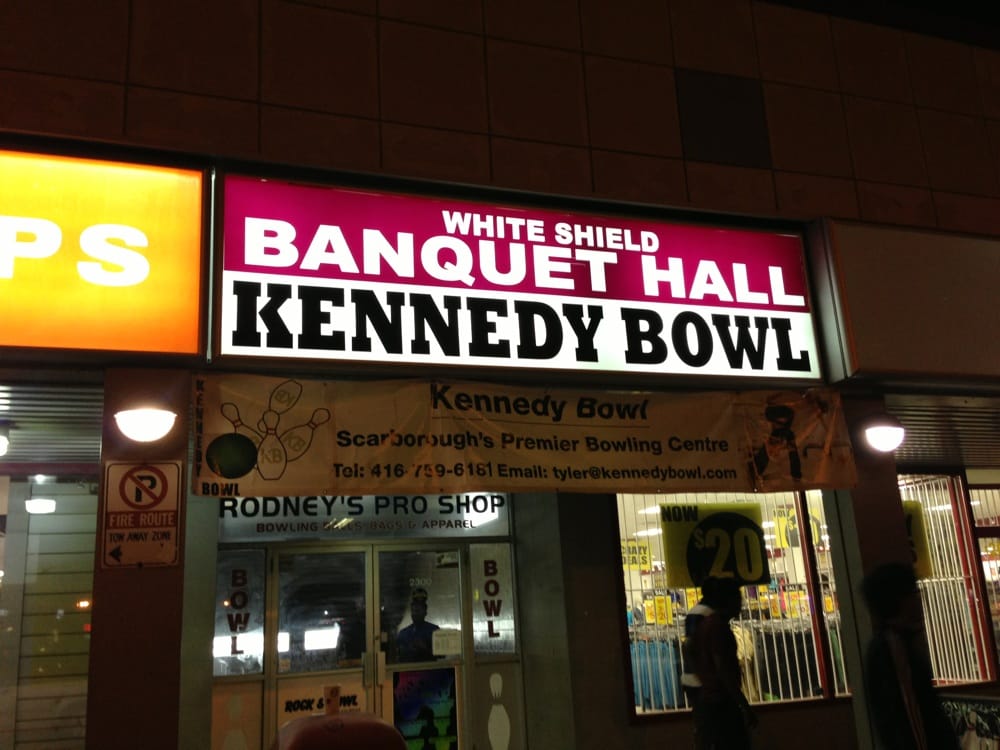 PS
WHITE SHIELD
BANQUET HALL
KENNEDY BOWL
KENNEDY
BOWL
KB
Kennedy Bowl
Scarborough's Premier Bowling Centre
Tel: 416-759-6181 Email: tyler@kennedybowl.com
RODNEY'S PRO SHOP
BOWLING BALLS BAGS & APPAREL
P
FIRE ROUTE
TOW AWAY ZONE
BOWL
2300
BOWL
ROCK & BOWL
NOW
$20
CRAZY
DEALS